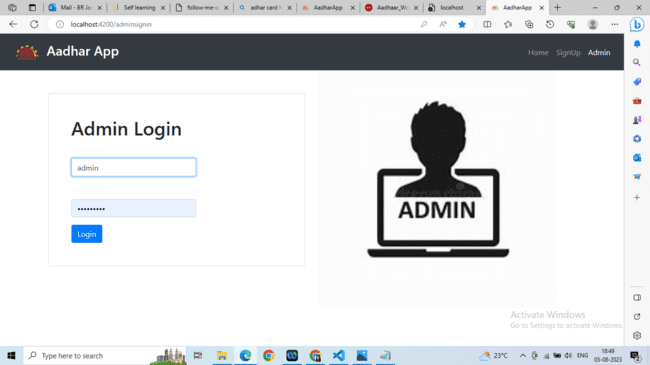 Mail - BR Ja
Self learning
follow-me-o
adhar card f
AadharApp
Aadhaar_Wo
localhost
AadharApp
localhost:4200/adminsignin
Aadhar App
Home SignUp Admin
Admin Login
admin
•••••••••
Login
ADMIN
Activate Windows
Go to Settings to activate Windows.
Type here to search
23°C
ENG
18:49
03-08-2023